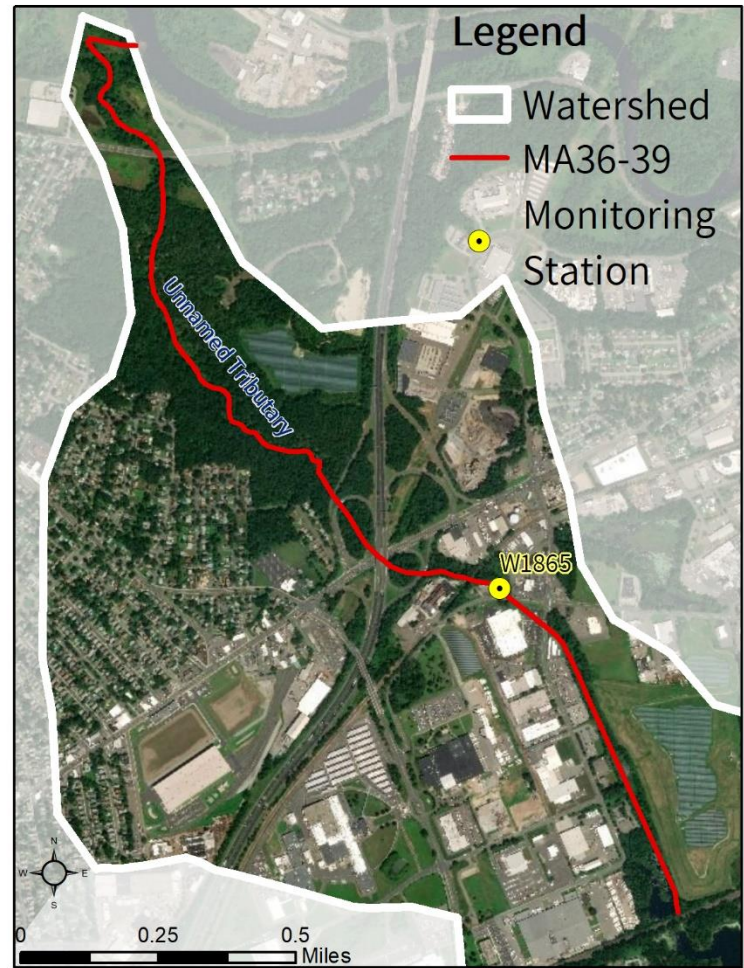 Legend
Watershed
MA36-39
Monitoring
Station
Unnamed Tributary
W1865
N
W E
S
0 0.25 0.5
Miles